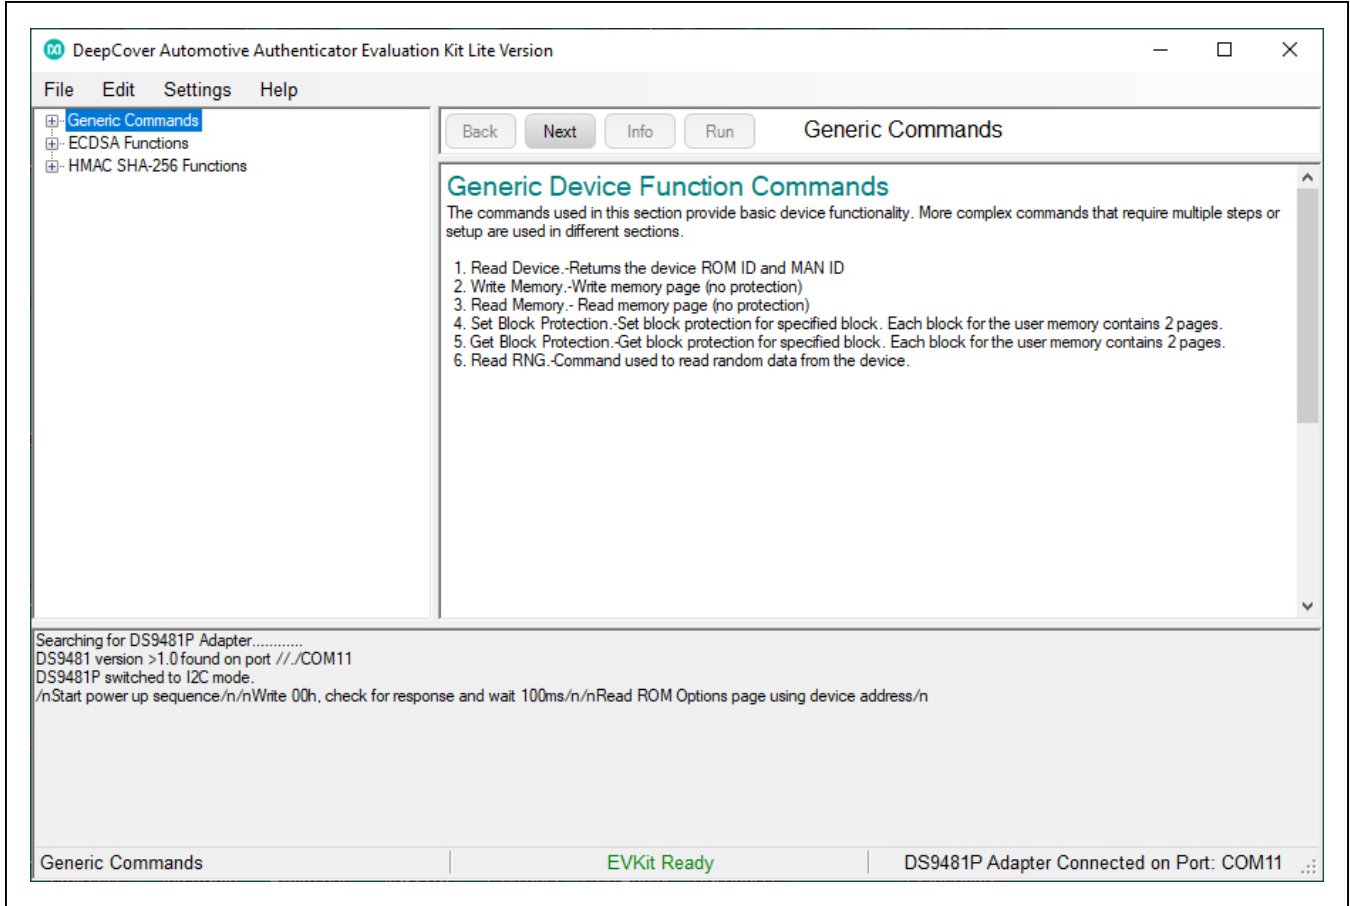 DeepCover Automotive Authenticator Evaluation Kit Lite Version
File Edit Settings Help
Generic Commands
ECDSA Functions
HMAC SHA-256 Functions
Back Next Info Run Generic Commands
Generic Device Function Commands
The commands used in this section provide basic device functionality. More complex commands that require multiple steps or
setup are used in different sections.
1. Read Device.-Returns the device ROM ID and MAN ID
2. Write Memory.-Write memory page (no protection)
3. Read Memory.- Read memory page (no protection)
4. Set Block Protection.-Set block protection for specified block. Each block for the user memory contains 2 pages.
5. Get Block Protection.-Get block protection for specified block. Each block for the user memory contains 2 pages.
6. Read RNG.-Command used to read random data from the device.
Searching for DS9481P Adapter............
DS9481 version >1.0 found on port //./COM11
DS9481P switched to I2C mode.
/nStart power up sequence/n/nWrite 00h, check for response and wait 100ms/n/nRead ROM Options page using device address/n
Generic Commands EVKit Ready DS9481P Adapter Connected on Port: COM11